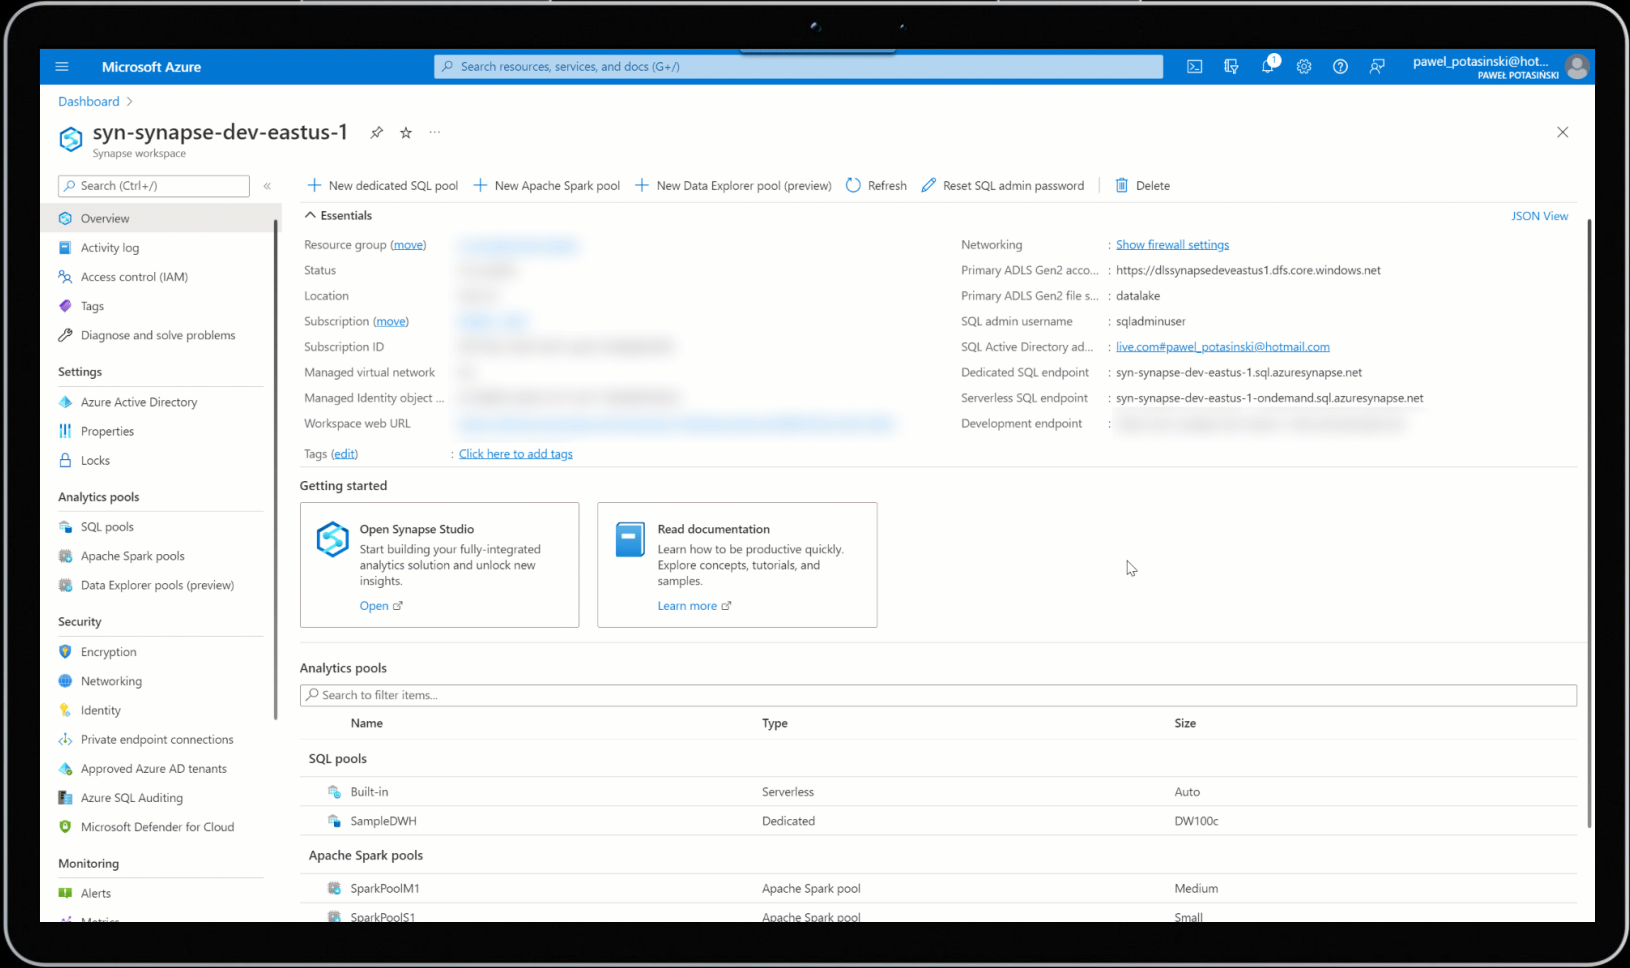 Microsoft Azure
Search resources, services, and docs (G+/)
1
pawel_potasinski@hot...
PAWEŁ POTASIŃSKI
Dashboard >
syn-synapse-dev-eastus-1
...
Synapse workspace
Search (Ctrl+/)
«
+ New dedicated SQL pool
+ New Apache Spark pool
+ New Data Explorer pool (preview)
Refresh
Reset SQL admin password
Delete
Overview
Activity log
Access control (IAM)
Tags
Diagnose and solve problems
Settings
Azure Active Directory
Properties
Locks
Analytics pools
SQL pools
Apache Spark pools
Data Explorer pools (preview)
Security
Encryption
Networking
Identity
Private endpoint connections
Approved Azure AD tenants
Azure SQL Auditing
Microsoft Defender for Cloud
Monitoring
Alerts
Metrics
Essentials
JSON View
Resource group (move)
Status
Location
Subscription (move)
Subscription ID
Managed virtual network
Managed Identity object ...
Workspace web URL
Tags (edit) : Click here to add tags
Networking : Show firewall settings
Primary ADLS Gen2 acco... : https://dlssynapsedeveastus1.dfs.core.windows.net
Primary ADLS Gen2 file s... : datalake
SQL admin username : sqladminuser
SQL Active Directory ad... : live.com#pawel_potasinski@hotmail.com
Dedicated SQL endpoint : syn-synapse-dev-eastus-1.sql.azuresynapse.net
Serverless SQL endpoint : syn-synapse-dev-eastus-1-ondemand.sql.azuresynapse.net
Development endpoint :
Getting started
Open Synapse Studio
Start building your fully-integrated
analytics solution and unlock new
insights.
Open
Read documentation
Learn how to be productive quickly.
Explore concepts, tutorials, and
samples.
Learn more
Analytics pools
Search to filter items...
Name Type Size
SQL pools
Built-in Serverless Auto
SampleDWH Dedicated DW100c
Apache Spark pools
SparkPoolM1 Apache Spark pool Medium
SparkPoolS1 Apache Spark pool Small